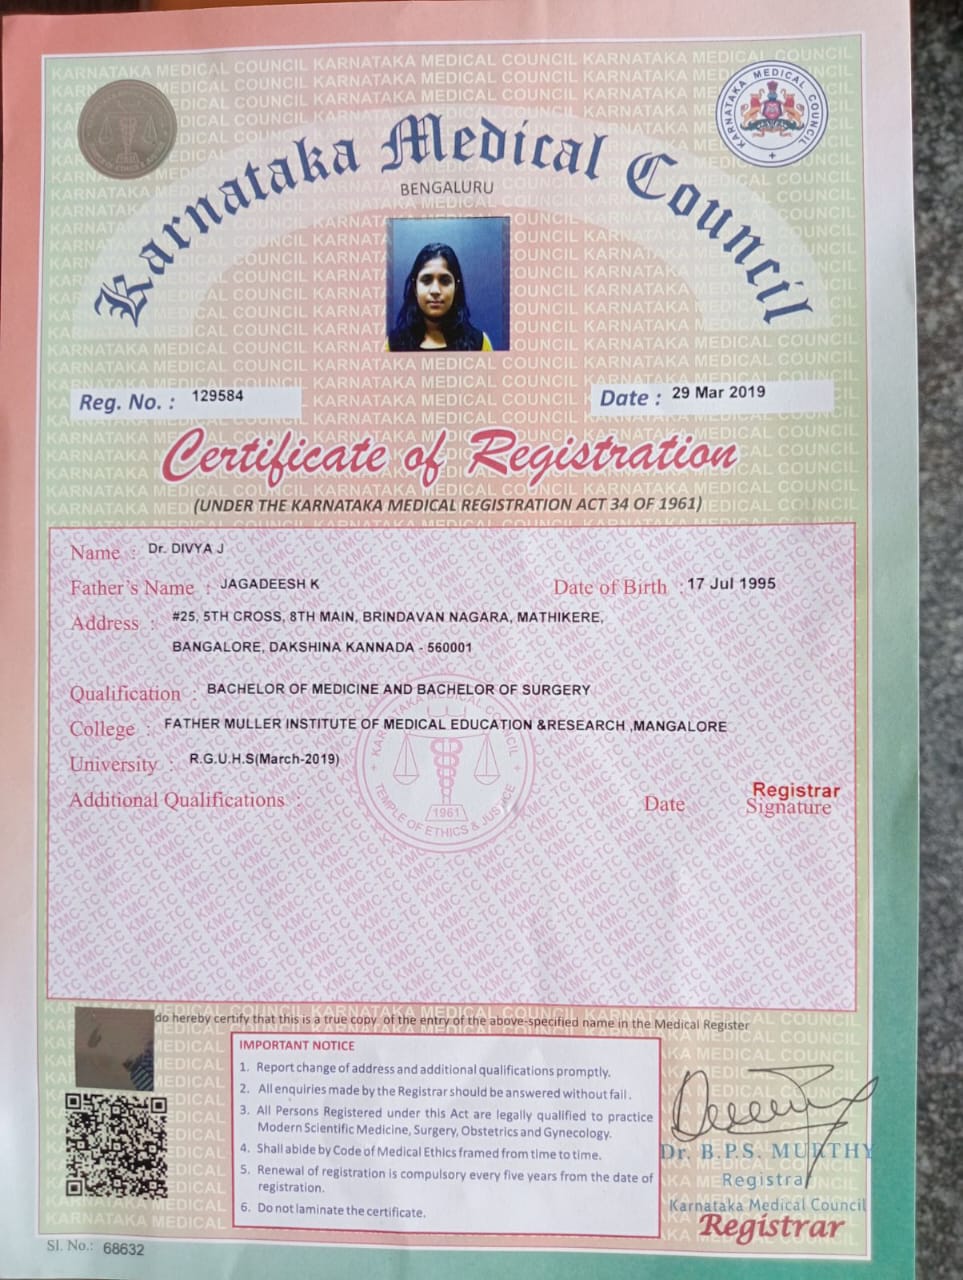 Karnataka Medical Council
BENGALURU
KARNATAKA MEDICAL COUNCIL
Reg. No. : 129584
Date : 29 Mar 2019
Certificate of Registration
(UNDER THE KARNATAKA MEDICAL REGISTRATION ACT 34 OF 1961)
Name : Dr. DIVYA J
Father's Name : JAGADEESH K Date of Birth : 17 Jul 1995
Address : #25, 5TH CROSS, 8TH MAIN, BRINDAVAN NAGARA, MATHIKERE,
BANGALORE, DAKSHINA KANNADA - 560001
Qualification : BACHELOR OF MEDICINE AND BACHELOR OF SURGERY
College : FATHER MULLER INSTITUTE OF MEDICAL EDUCATION &RESEARCH ,MANGALORE
University : R.G.U.H.S(March-2019)
Additional Qualifications : Date Registrar
Signature
KARNATAKA MEDICAL COUNCIL
1961
TEMPLE OF ETHICS & JUSTICE
do hereby certify that this is a true copy of the entry of the above-specified name in the Medical Register
IMPORTANT NOTICE
1. Report change of address and additional qualifications promptly.
2. All enquiries made by the Registrar should be answered without fail.
3. All Persons Registered under this Act are legally qualified to practice
Modern Scientific Medicine, Surgery, Obstetrics and Gynecology.
4. Shall abide by Code of Medical Ethics framed from time to time.
5. Renewal of registration is compulsory every five years from the date of
registration.
6. Do not laminate the certificate.
Dr. B.P.S. MURTHY
Registrar
Karnataka Medical Council
Registrar
Sl. No.: 68632